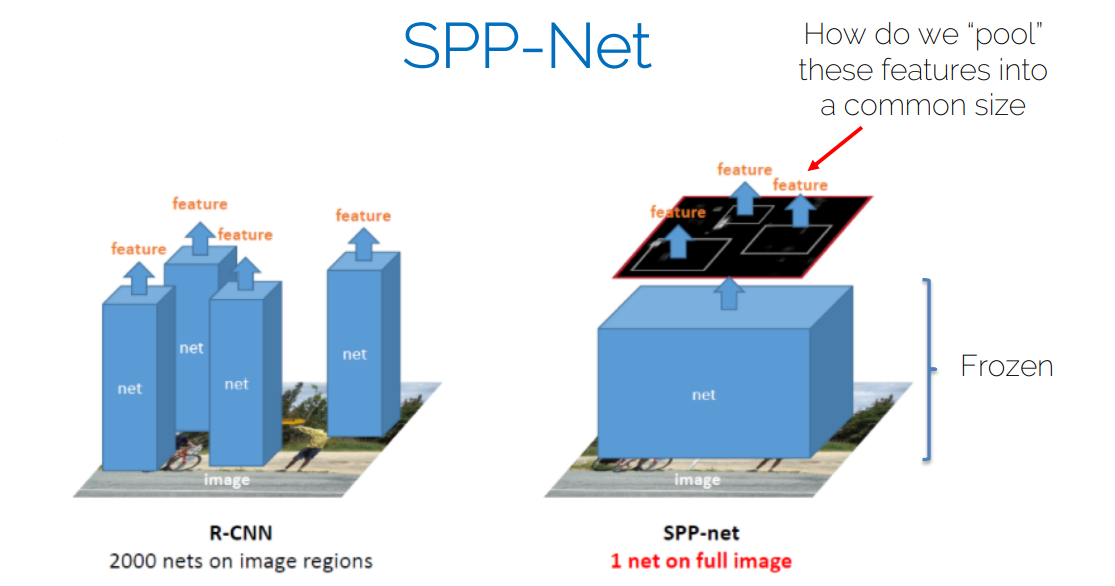 SPP-Net
How do we “pool”
these features into
a common size
feature
feature
feature
feature
net
net
net
net
image
R-CNN
2000 nets on image regions
feature
feature
feature
net
image
Frozen
SPP-net
1 net on full image